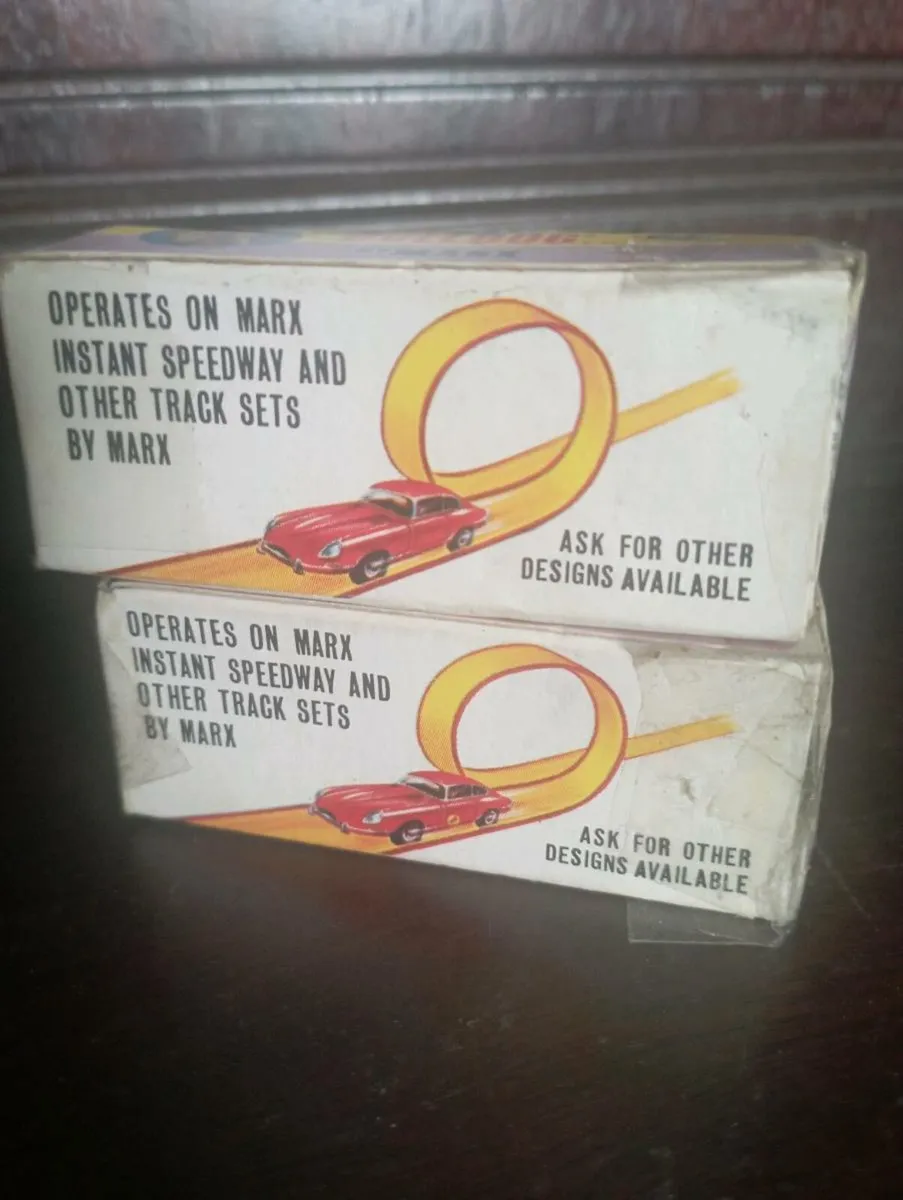 OPERATES ON MARX
INSTANT SPEEDWAY AND
OTHER TRACK SETS
BY MARX
ASK FOR OTHER
DESIGNS AVAILABLE
OPERATES ON MARX
INSTANT SPEEDWAY AND
OTHER TRACK SETS
BY MARX
ASK FOR OTHER
DESIGNS AVAILABLE